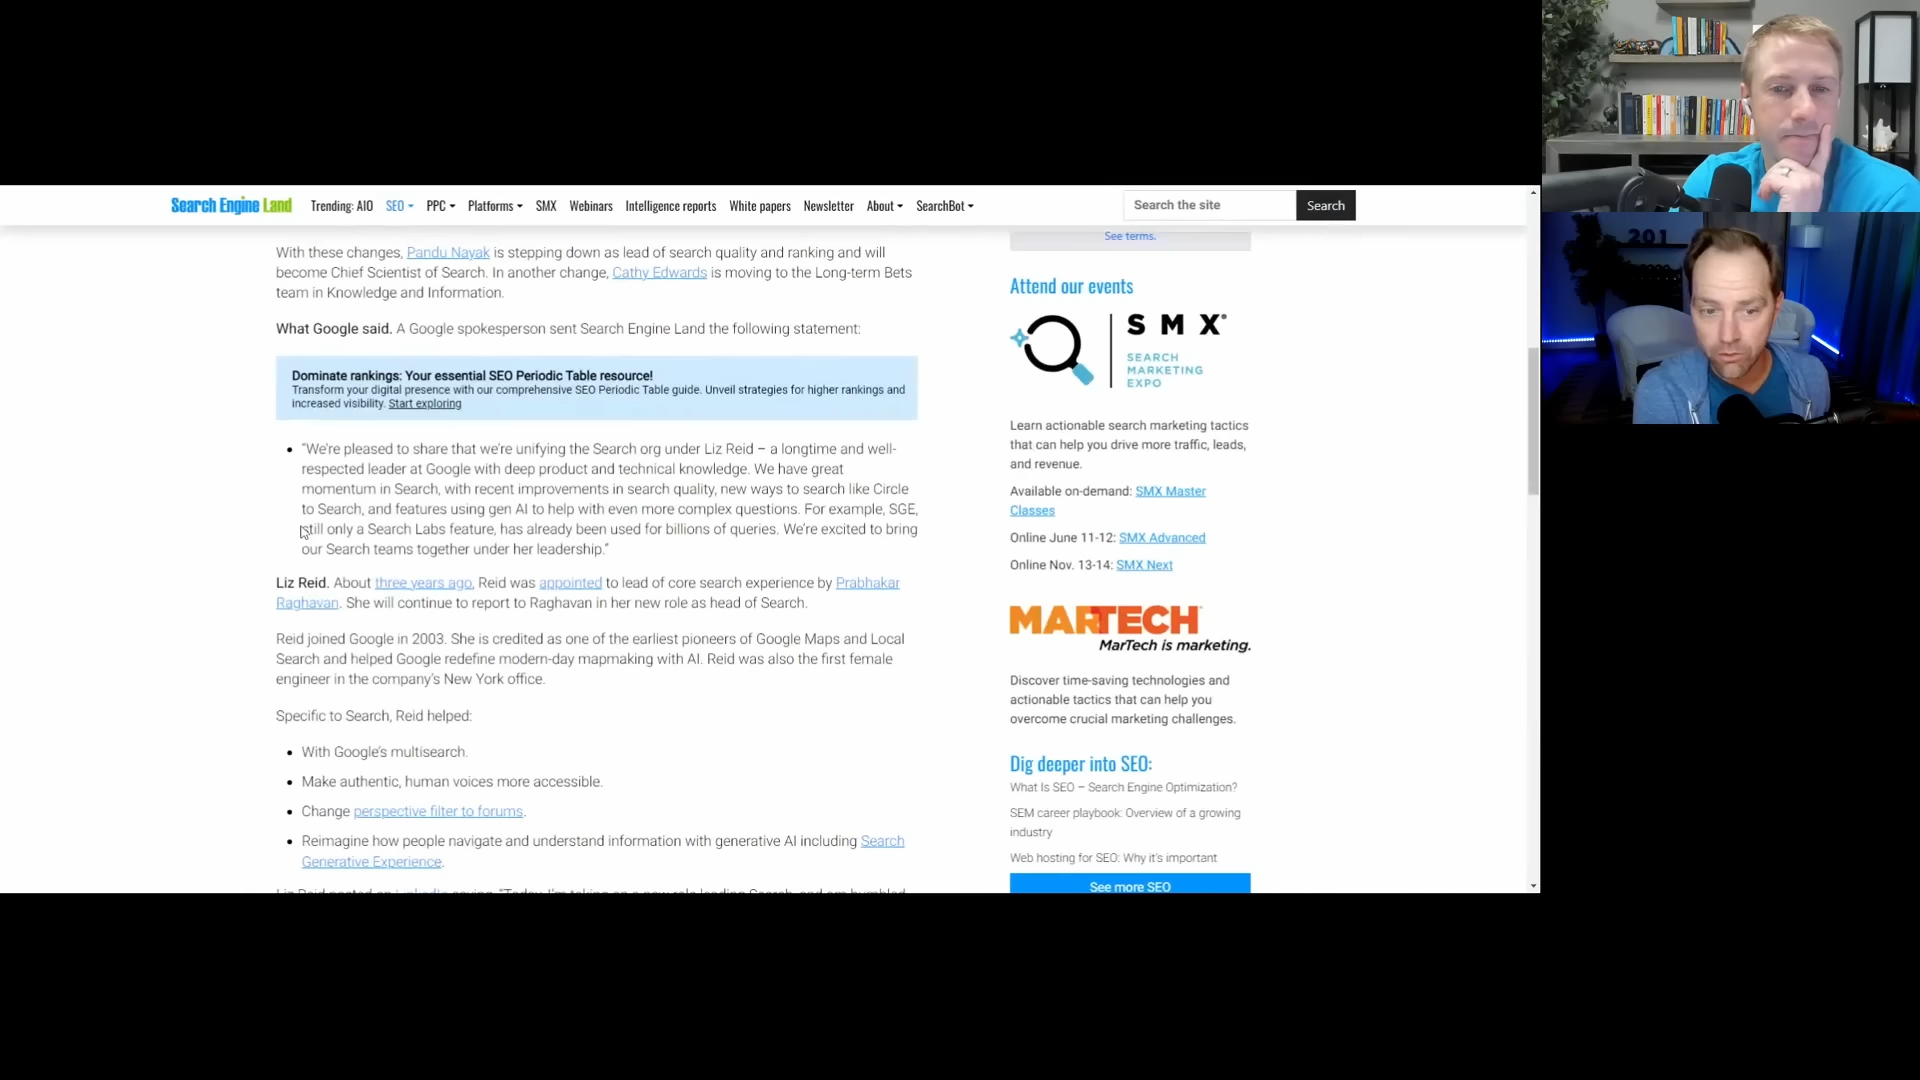 Search Engine Land
Trending: AIO SEO PPC Platforms SMX Webinars Intelligence reports White papers Newsletter About SearchBot
Search the site Search
With these changes, Pandu Nayak is stepping down as lead of search quality and ranking and will
become Chief Scientist of Search. In another change, Cathy Edwards is moving to the Long-term Bets
team in Knowledge and Information.
What Google said. A Google spokesperson sent Search Engine Land the following statement:
Dominate rankings: Your essential SEO Periodic Table resource!
Transform your digital presence with our comprehensive SEO Periodic Table guide. Unveil strategies for higher rankings and
increased visibility. Start exploring
“We’re pleased to share that we’re unifying the Search org under Liz Reid – a longtime and well-
respected leader at Google with deep product and technical knowledge. We have great
momentum in Search, with recent improvements in search quality, new ways to search like Circle
to Search, and features using gen AI to help with even more complex questions. For example, SGE,
still only a Search Labs feature, has already been used for billions of queries. We’re excited to bring
our Search teams together under her leadership.”
Liz Reid. About three years ago, Reid was appointed to lead of core search experience by Prabhakar
Raghavan. She will continue to report to Raghavan in her new role as head of Search.
Reid joined Google in 2003. She is credited as one of the earliest pioneers of Google Maps and Local
Search and helped Google redefine modern-day mapmaking with AI. Reid was also the first female
engineer in the company’s New York office.
Specific to Search, Reid helped:
With Google’s multisearch.
Make authentic, human voices more accessible.
Change perspective filter to forums.
Reimagine how people navigate and understand information with generative AI including Search
Generative Experience.
See terms.
Attend our events
SMX
SEARCH
MARKETING
EXPO
Learn actionable search marketing tactics
that can help you drive more traffic, leads,
and revenue.
Available on-demand: SMX Master
Classes
Online June 11-12: SMX Advanced
Online Nov. 13-14: SMX Next
MARTECH
MarTech is marketing.
Discover time-saving technologies and
actionable tactics that can help you
overcome crucial marketing challenges.
Dig deeper into SEO:
What Is SEO – Search Engine Optimization?
SEM career playbook: Overview of a growing
industry
Web hosting for SEO: Why it’s important
See more SEO
201